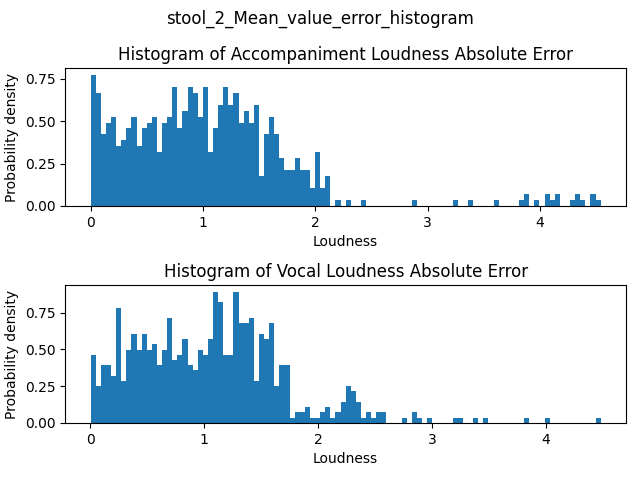 stool_2_Mean_value_error_histogram
Histogram of Accompaniment Loudness Absolute Error
Probability density
0.75
0.50
0.25
0.00
0 1 2 3 4
Loudness
Histogram of Vocal Loudness Absolute Error
Probability density
0.75
0.50
0.25
0.00
0 1 2 3 4
Loudness